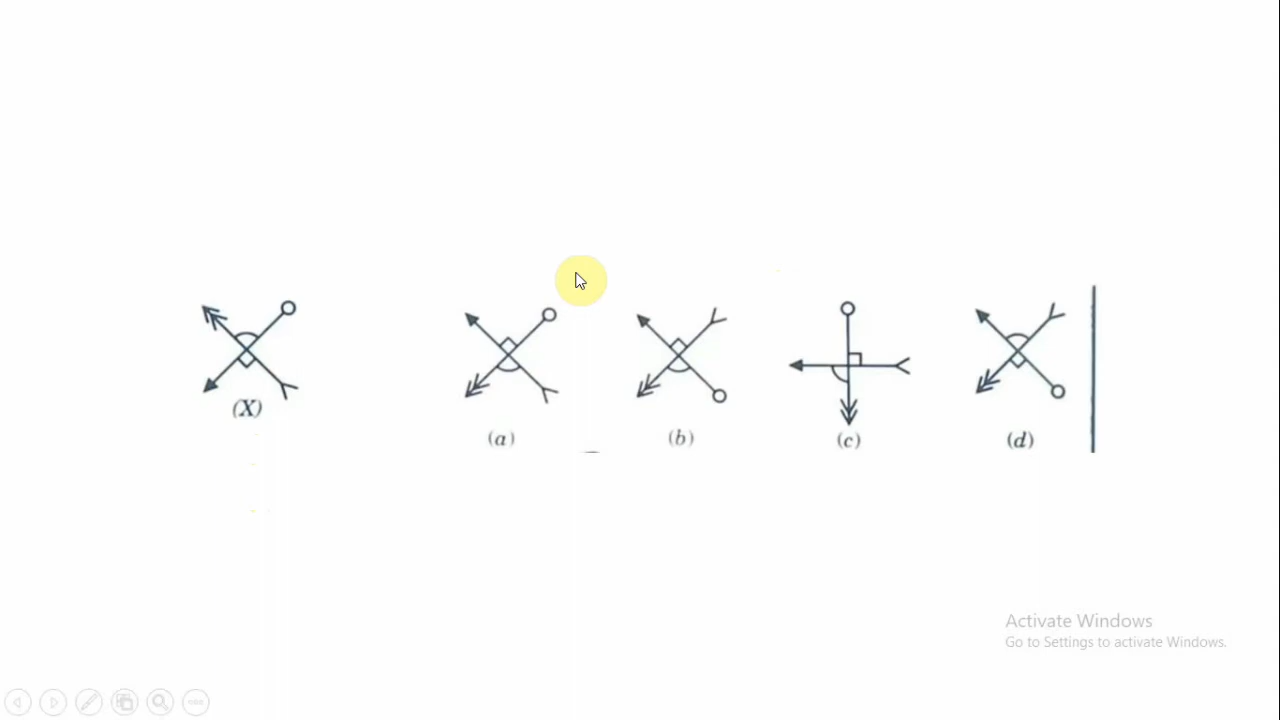 (X)
(a)
(b)
(c)
(d)
Activate Windows
Go to Settings to activate Windows.